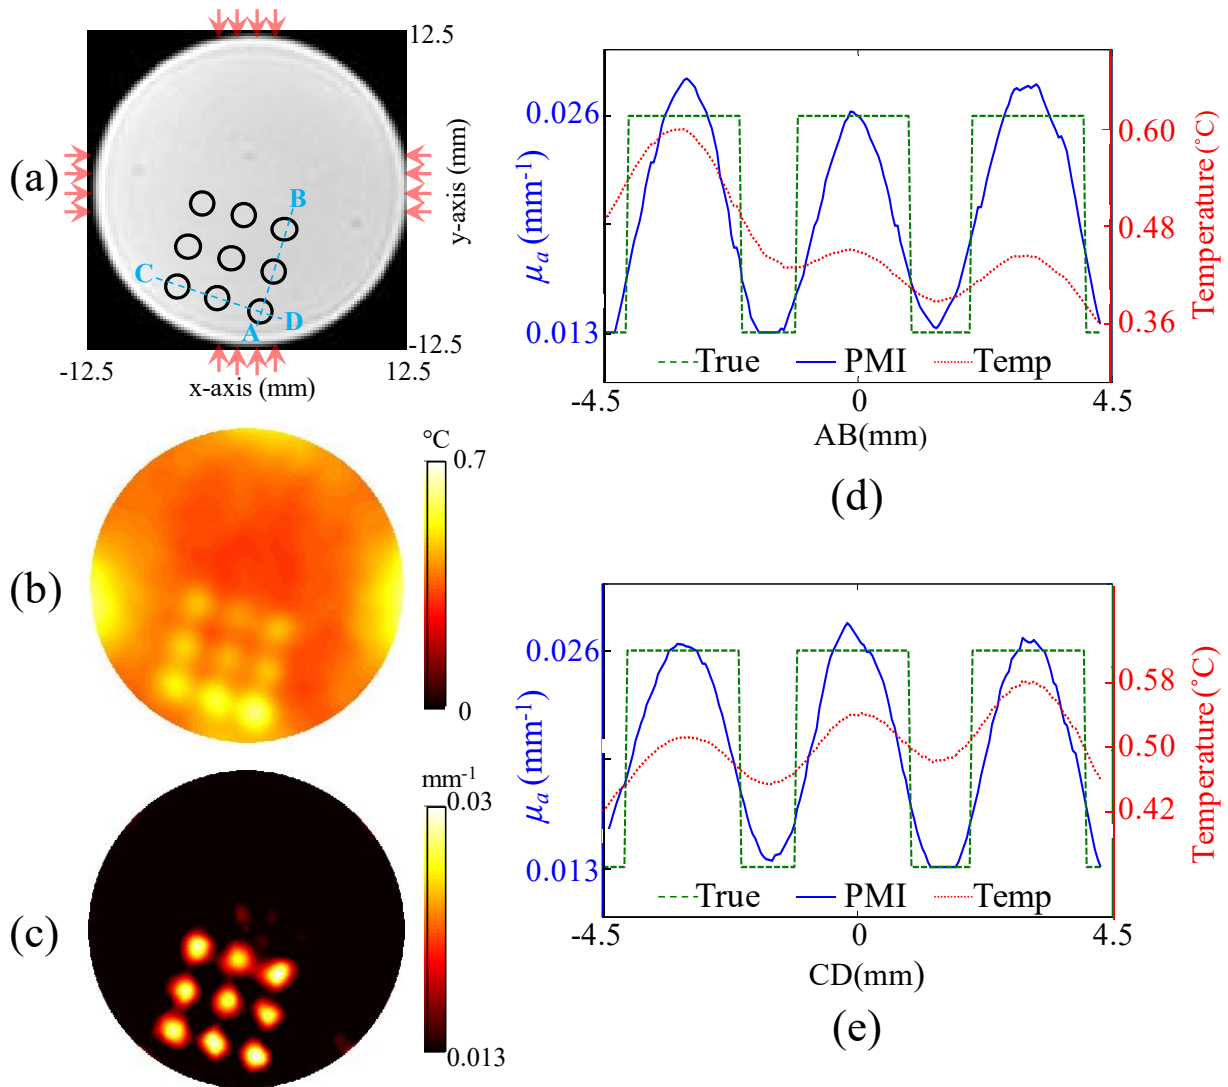 (a)
12.5
y-axis (mm)
B
C
A
D
-12.5
-12.5
12.5
x-axis (mm)
(b)
°C
0.7
0
(c)
mm⁻¹
0.03
0.013
μₐ (mm⁻¹)
0.026
0.013
Temperature (°C)
0.60
0.48
0.36
True
PMI
Temp
-4.5
0
4.5
AB(mm)
(d)
μₐ (mm⁻¹)
0.026
0.013
Temperature (°C)
0.58
0.50
0.42
True
PMI
Temp
-4.5
0
4.5
CD(mm)
(e)